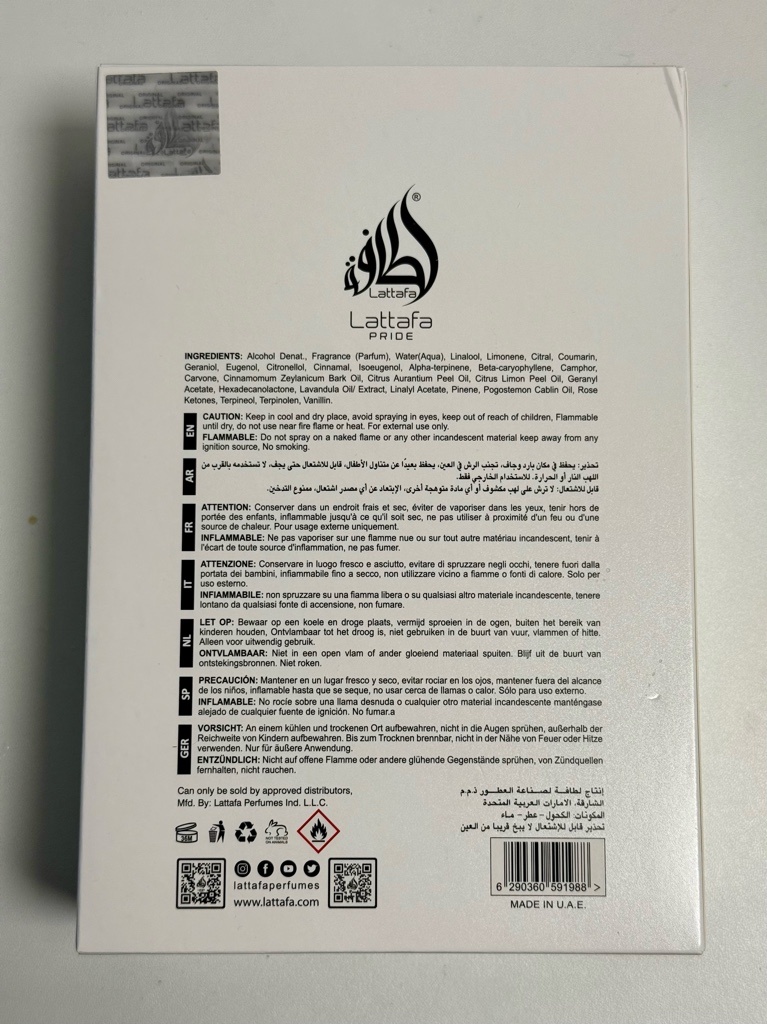 Lattafa
ORIGINAL
®
لطافة
Lattafa
Lattafa
PRIDE
INGREDIENTS: Alcohol Denat., Fragrance (Parfum), Water(Aqua), Linalool, Limonene, Citral, Coumarin,
Geraniol, Eugenol, Citronellol, Cinnamal, Isoeugenol, Alpha-terpinene, Beta-caryophyllene, Camphor,
Carvone, Cinnamomum Zeylanicum Bark Oil, Citrus Aurantium Peel Oil, Citrus Limon Peel Oil, Geranyl
Acetate, Hexadecanolactone, Lavandula Oil/ Extract, Linalyl Acetate, Pinene, Pogostemon Cablin Oil, Rose
Ketones, Terpineol, Terpinolen, Vanillin.
EN
CAUTION: Keep in cool and dry place, avoid spraying in eyes, keep out of reach of children, Flammable
until dry, do not use near fire flame or heat. For external use only.
FLAMMABLE: Do not spray on a naked flame or any other incandescent material keep away from any
ignition source, No smoking.
AR
تحذير: يحفظ في مكان بارد وجاف، تجنب الرش في العين، يحفظ بعيدًا عن متناول الأطفال، قابل للاشتعال حتى يجف، لا تستخدمه بالقرب من
اللهب النار أو الحرارة. للاستخدام الخارجي فقط.
قابل للاشتعال: لا ترش على لهب مكشوف أو أي مادة متوهجة أخرى، الإبتعاد عن أي مصدر اشتعال، ممنوع التدخين.
FR
ATTENTION: Conserver dans un endroit frais et sec, éviter de vaporiser dans les yeux, tenir hors de
portée des enfants, inflammable jusqu'à ce qu'il soit sec, ne pas utiliser à proximité d'un feu ou d'une
source de chaleur. Pour usage externe uniquement.
INFLAMMABLE: Ne pas vaporiser sur une flamme nue ou sur tout autre matériau incandescent, tenir à
l'écart de toute source d'inflammation, ne pas fumer.
IT
ATTENZIONE: Conservare in luogo fresco e asciutto, evitare di spruzzare negli occhi, tenere fuori dalla
portata dei bambini, infiammabile fino a secco, non utilizzare vicino a fiamme o fonti di calore. Solo per
uso esterno.
INFIAMMABILE: non spruzzare su una fiamma libera o su qualsiasi altro materiale incandescente, tenere
lontano da qualsiasi fonte di accensione, non fumare.
NL
LET OP: Bewaar op een koele en droge plaats, vermijd sproeien in de ogen, buiten het bereik van
kinderen houden, Ontvlambaar tot het droog is, niet gebruiken in de buurt van vuur, vlammen of hitte.
Alleen voor uitwendig gebruik.
ONTVLAMBAAR: Niet in een open vlam of ander gloeiend materiaal spuiten. Blijf uit de buurt van
ontstekingsbronnen. Niet roken.
SP
PRECAUCIÓN: Mantener en un lugar fresco y seco, evitar rociar en los ojos, mantener fuera del alcance
de los niños, inflamable hasta que se seque, no usar cerca de llamas o calor. Sólo para uso externo.
INFLAMABLE: No rocíe sobre una llama desnuda o cualquier otro material incandescente manténgase
alejado de cualquier fuente de ignición. No fumar.a
GER
VORSICHT: An einem kühlen und trockenen Ort aufbewahren, nicht in die Augen sprühen, außerhalb der
Reichweite von Kindern aufbewahren. Bis zum Trocknen brennbar, nicht in der Nähe von Feuer oder Hitze
verwenden. Nur für äußere Anwendung.
ENTZÜNDLICH: Nicht auf offene Flamme oder andere glühende Gegenstände sprühen, von Zündquellen
fernhalten, nicht rauchen.
Can only be sold by approved distributors,
Mfd. By: Lattafa Perfumes Ind. L.L.C.
36M
NOT TESTED
ON ANIMALS
lattafaperfumes
www.lattafa.com
إنتاج لطافة لصناعة العطور ذ.م.م
الشارقة، الامارات العربية المتحدة
المكونات: الكحول - عطر - ماء
تحذير قابل للإشتعال لا يبخ قريبا من العين
6 290360 591988 >
MADE IN U.A.E.